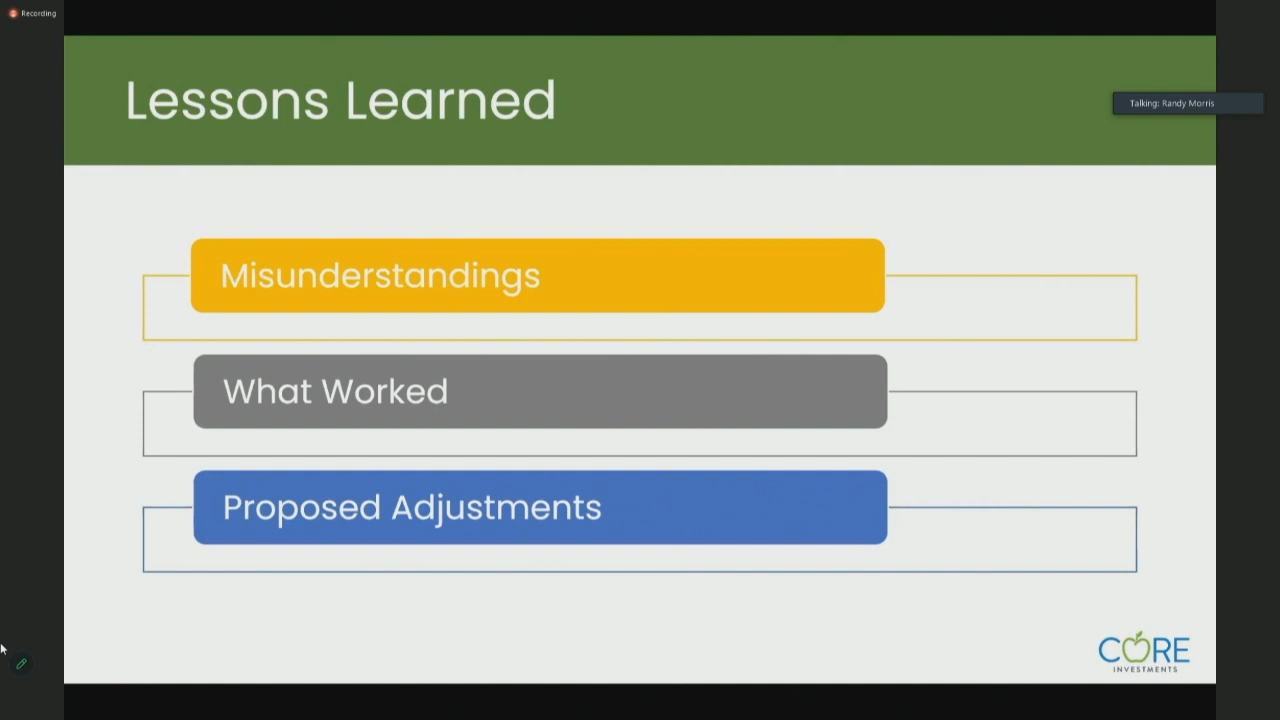 Recording
Lessons Learned
Talking: Randy Morris
Misunderstandings
What Worked
Proposed Adjustments
CORE
INVESTMENTS